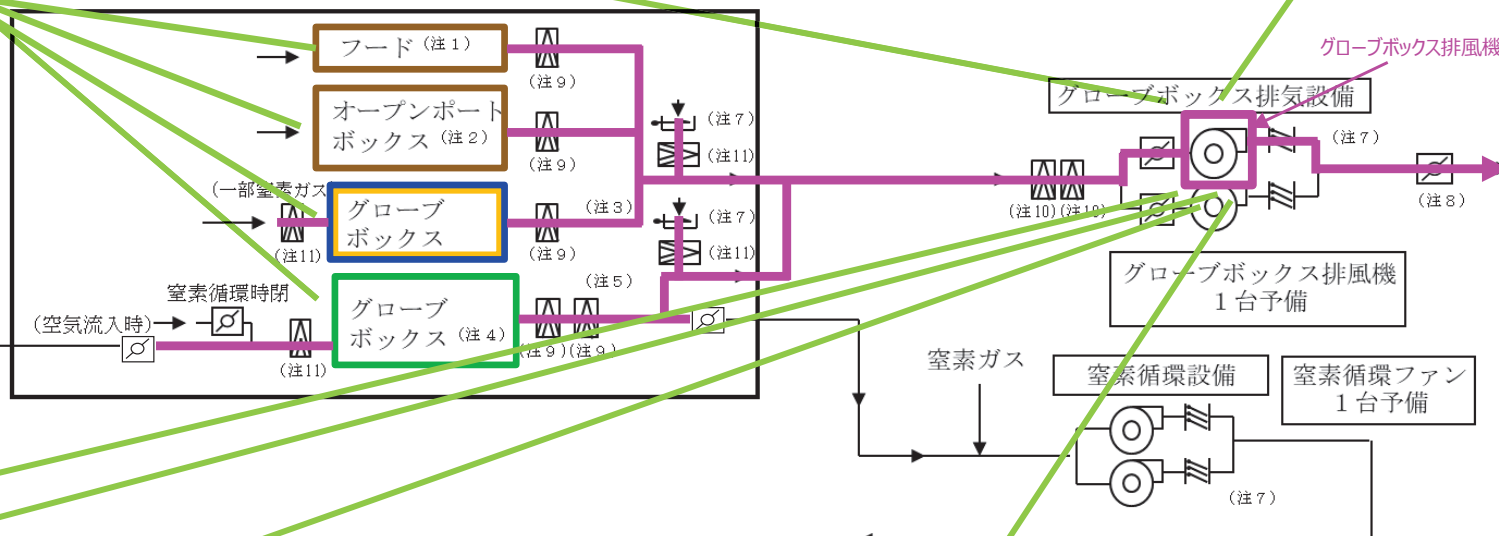 フード(注1)
(注9)
オープンポート
ボックス(注2)
(注9)
(注7)
(注11)
(一部窒素ガス
グローブ
ボックス
(注3)
(注9)
(注11)
(注7)
(注11)
窒素循環時閉
(空気流入時)
(注11)
グローブ
ボックス(注4)
(注5)
(注9)(注9)
グローブボックス排風機
グローブボックス排気設備
(注7)
(注10)(注10)
(注8)
グローブボックス排風機
1台予備
窒素ガス
窒素循環設備
窒素循環ファン
1台予備
(注7)